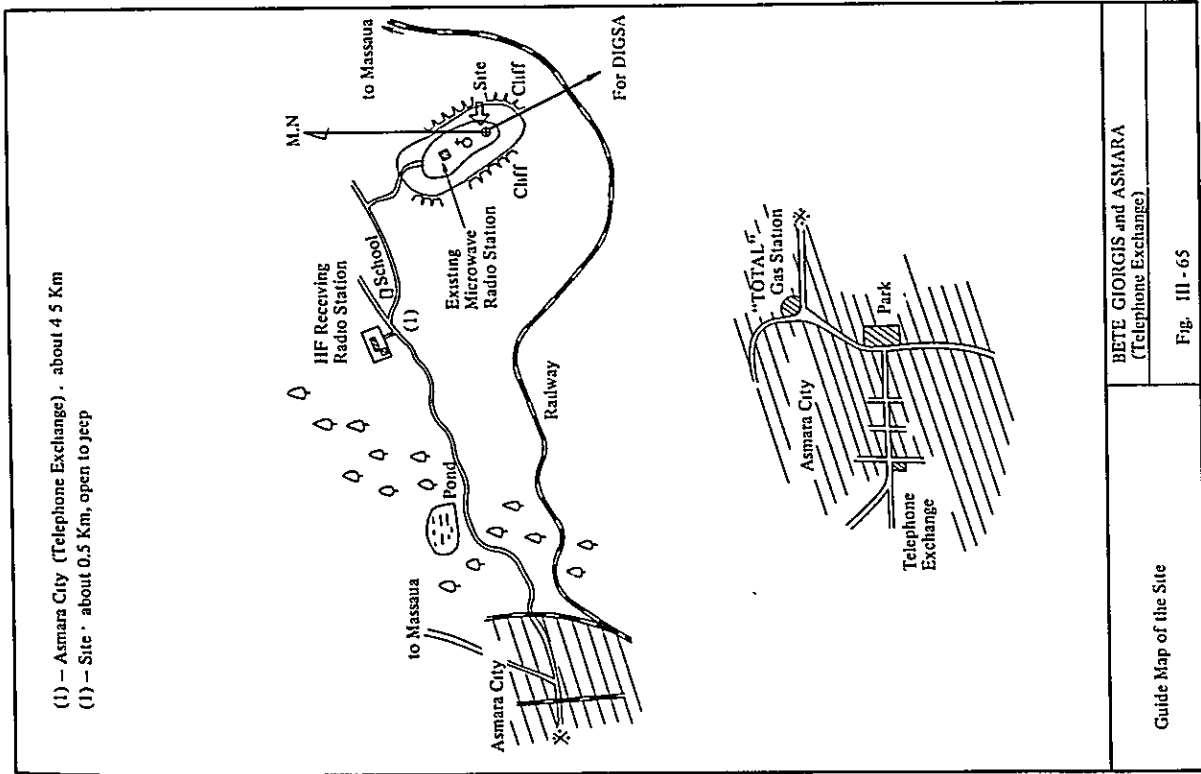 (1) – Asmara City (Telephone Exchange) . about 4 5 Km
(1) – Site · about 0.5 Km, open to jeep
M.N
to Massaua
HF Receiving
Radio Station
School
(1)
Site
Cliff
Cliff
Existing
Microwave
Radio Station
For DIGSA
Pond
Railway
to Massaua
Asmara City
"TOTAL"
Gas Station
Asmara City
Park
Telephone
Exchange
Guide Map of the Site
BETE GIORGIS and ASMARA
(Telephone Exchange)
Fig. III - 65